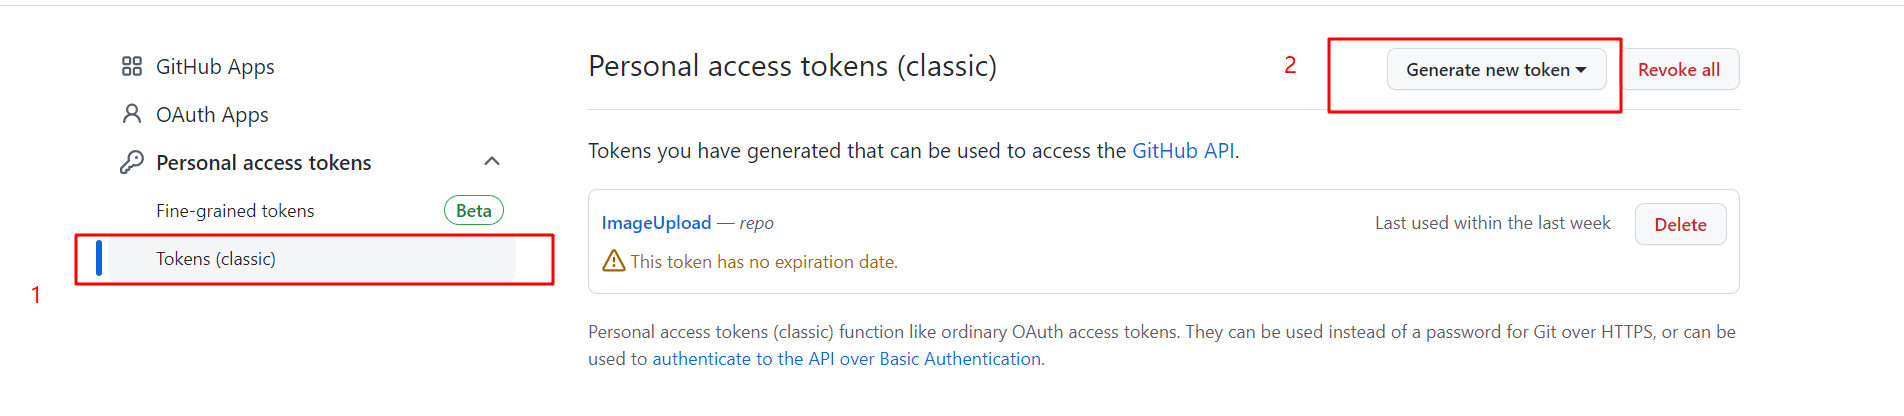 GitHub Apps
OAuth Apps
Personal access tokens
Fine-grained tokens Beta
Tokens (classic)
1
Personal access tokens (classic)
2
Generate new token
Revoke all
Tokens you have generated that can be used to access the GitHub API.
ImageUpload — repo
Last used within the last week
Delete
This token has no expiration date.
Personal access tokens (classic) function like ordinary OAuth access tokens. They can be used instead of a password for Git over HTTPS, or can be
used to authenticate to the API over Basic Authentication.